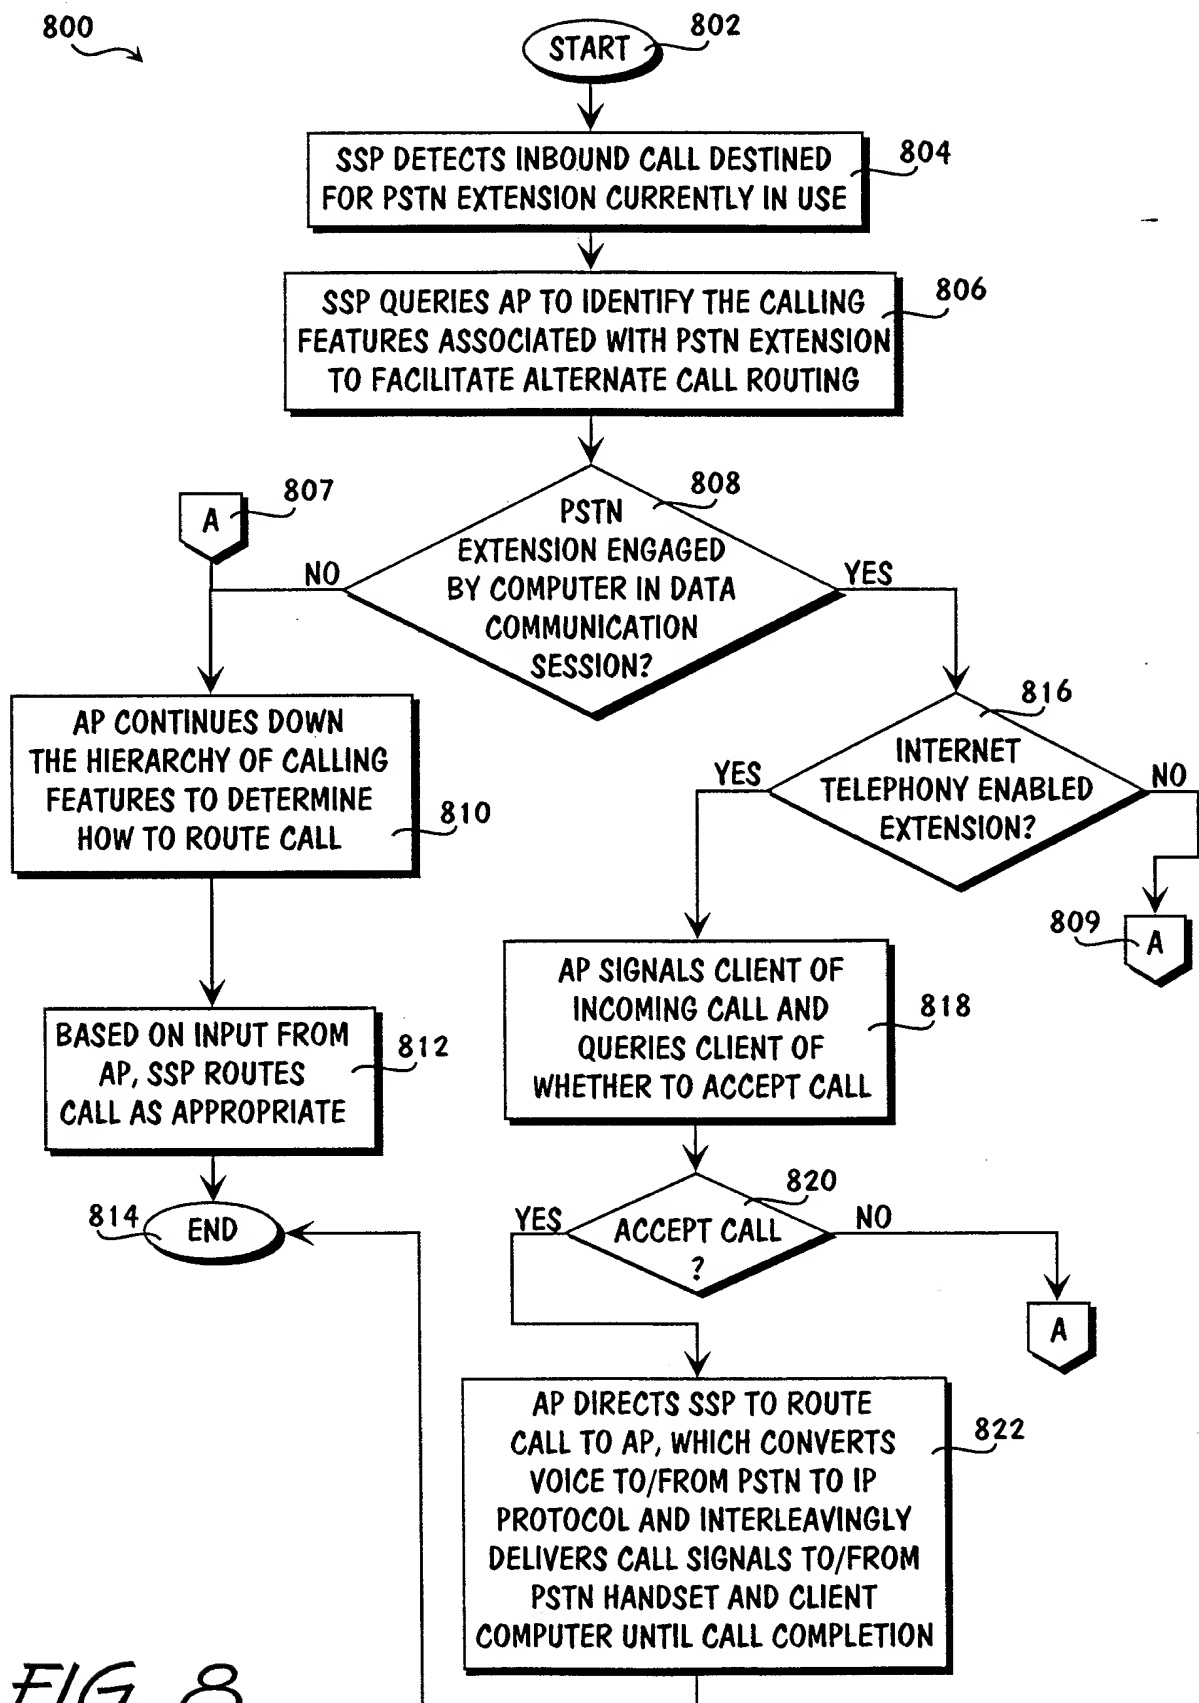 800
START
802
SSP DETECTS INBOUND CALL DESTINED
FOR PSTN EXTENSION CURRENTLY IN USE
804
SSP QUERIES AP TO IDENTIFY THE CALLING
FEATURES ASSOCIATED WITH PSTN EXTENSION
TO FACILITATE ALTERNATE CALL ROUTING
806
A
807
PSTN
EXTENSION ENGAGED
BY COMPUTER IN DATA
COMMUNICATION
SESSION?
808
NO
YES
AP CONTINUES DOWN
THE HIERARCHY OF CALLING
FEATURES TO DETERMINE
HOW TO ROUTE CALL
810
INTERNET
TELEPHONY ENABLED
EXTENSION?
816
YES
NO
809
A
BASED ON INPUT FROM
AP, SSP ROUTES
CALL AS APPROPRIATE
812
AP SIGNALS CLIENT OF
INCOMING CALL AND
QUERIES CLIENT OF
WHETHER TO ACCEPT CALL
818
814
END
ACCEPT CALL
?
820
YES
NO
A
AP DIRECTS SSP TO ROUTE
CALL TO AP, WHICH CONVERTS
VOICE TO/FROM PSTN TO IP
PROTOCOL AND INTERLEAVINGLY
DELIVERS CALL SIGNALS TO/FROM
PSTN HANDSET AND CLIENT
COMPUTER UNTIL CALL COMPLETION
822
FIG. 8